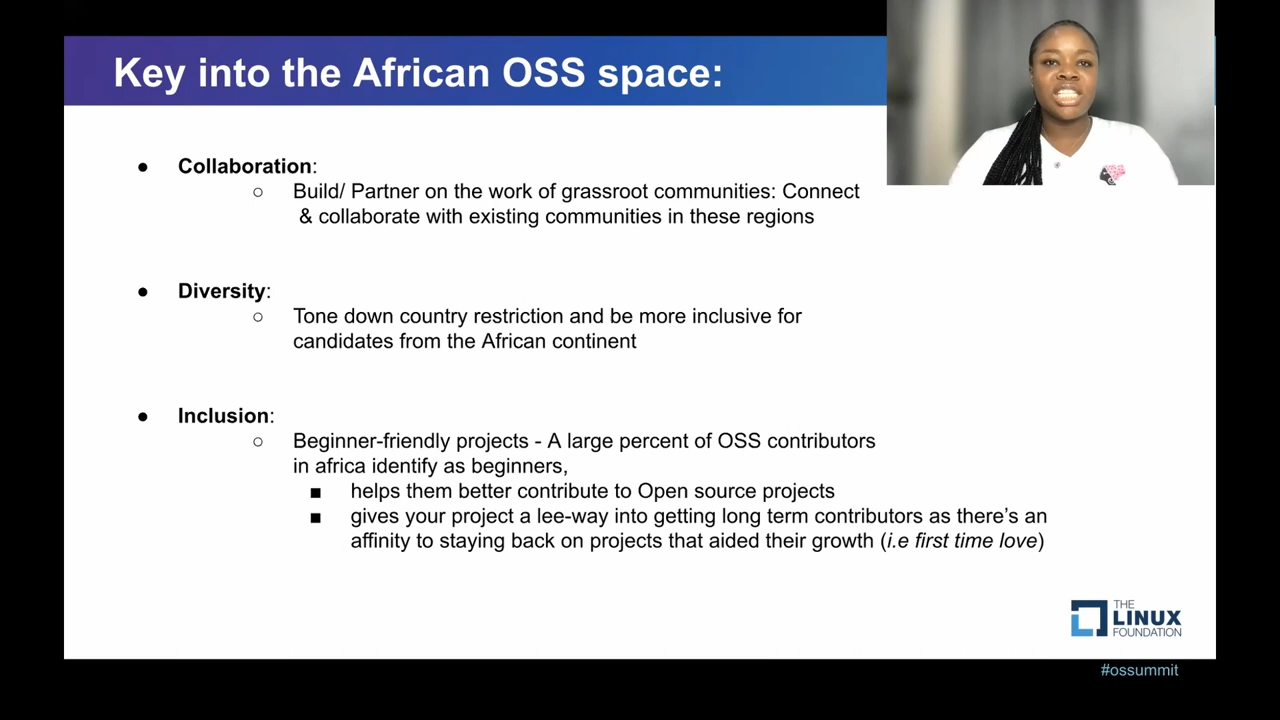 Key into the African OSS space:
● Collaboration:
○ Build/ Partner on the work of grassroot communities: Connect
& collaborate with existing communities in these regions
● Diversity:
○ Tone down country restriction and be more inclusive for
candidates from the African continent
● Inclusion:
○ Beginner-friendly projects - A large percent of OSS contributors
in africa identify as beginners,
■ helps them better contribute to Open source projects
■ gives your project a lee-way into getting long term contributors as there's an
affinity to staying back on projects that aided their growth (i.e first time love)
THE
LINUX
FOUNDATION
#ossummit